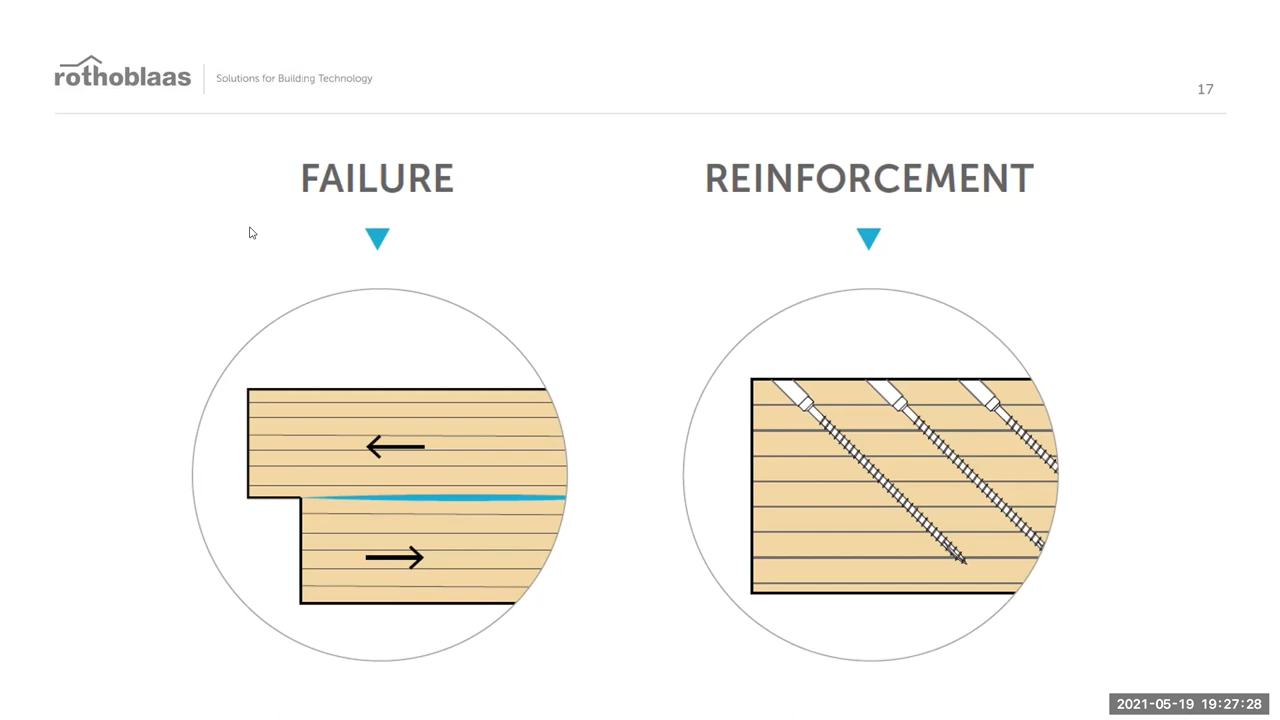 rothoblaas
Solutions for Building Technology
17
FAILURE
REINFORCEMENT
2021-05-19 19:27:28